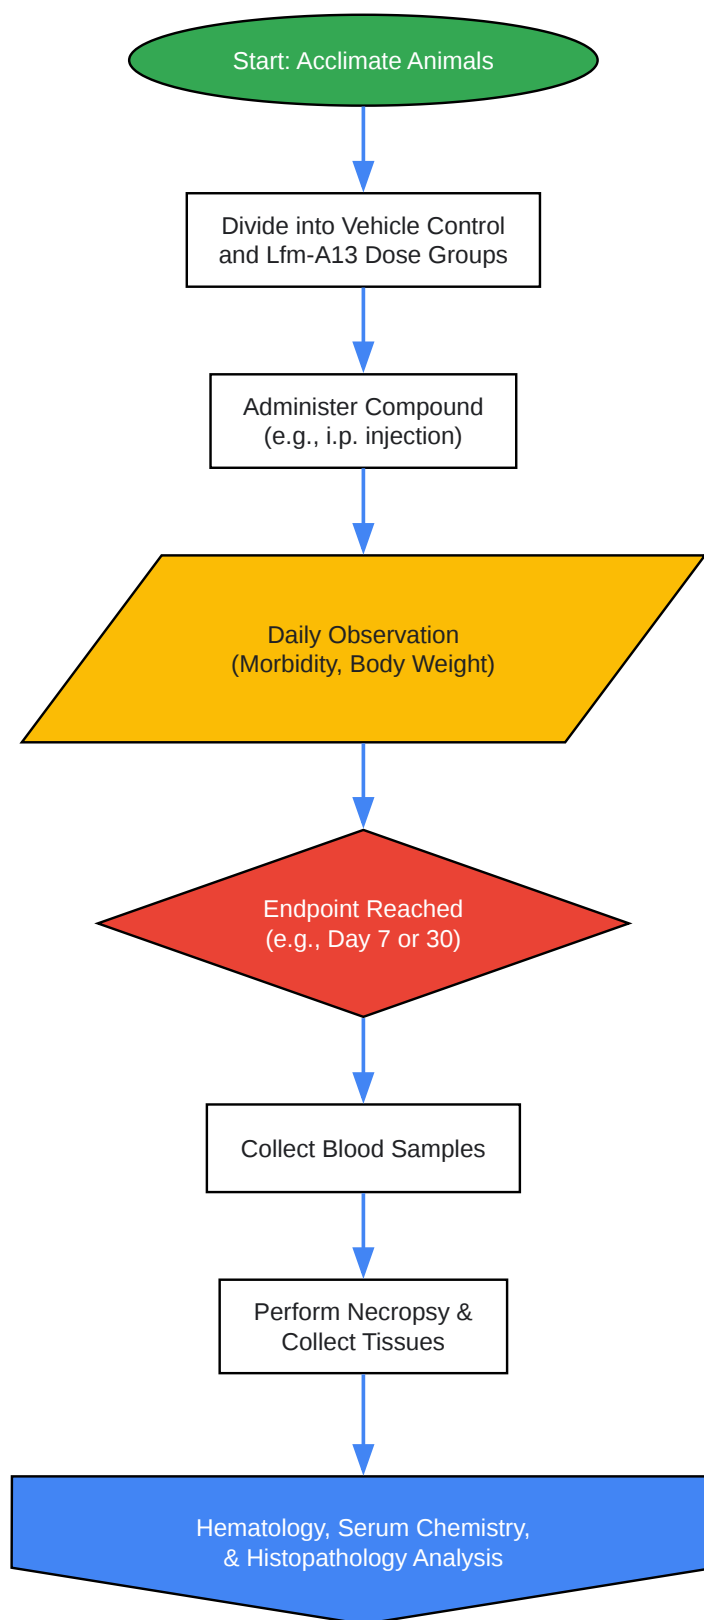 Start: Acclimate Animals
Divide into Vehicle Control
and Lfm-A13 Dose Groups
Administer Compound
(e.g., i.p. injection)
Daily Observation
(Morbidity, Body Weight)
Endpoint Reached
(e.g., Day 7 or 30)
Collect Blood Samples
Perform Necropsy &
Collect Tissues
Hematology, Serum Chemistry,
& Histopathology Analysis